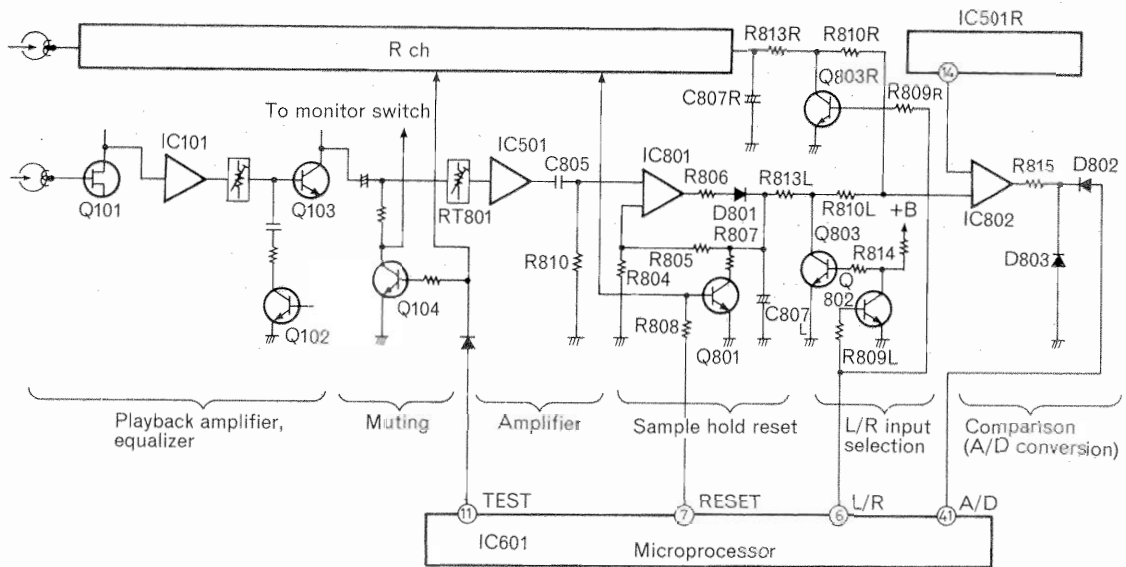 R813R
R810R
IC501R
R ch
14
Q803R
C807R
R809R
To monitor switch
IC101
IC501
C805
IC801
R806
R813L
R815
D802
Q101
Q103
RT801
D801
R810L
+B
IC802
R807
Q803
R805
R814
D803
R810
R804
Q
802
Q104
C807
L
R808
Q102
Q801
R809L
Playback amplifier,
equalizer
Muting
Amplifier
Sample hold reset
L/R input
selection
Comparison
(A/D conversion)
11
TEST
7
RESET
6
L/R
41
A/D
IC601
Microprocessor